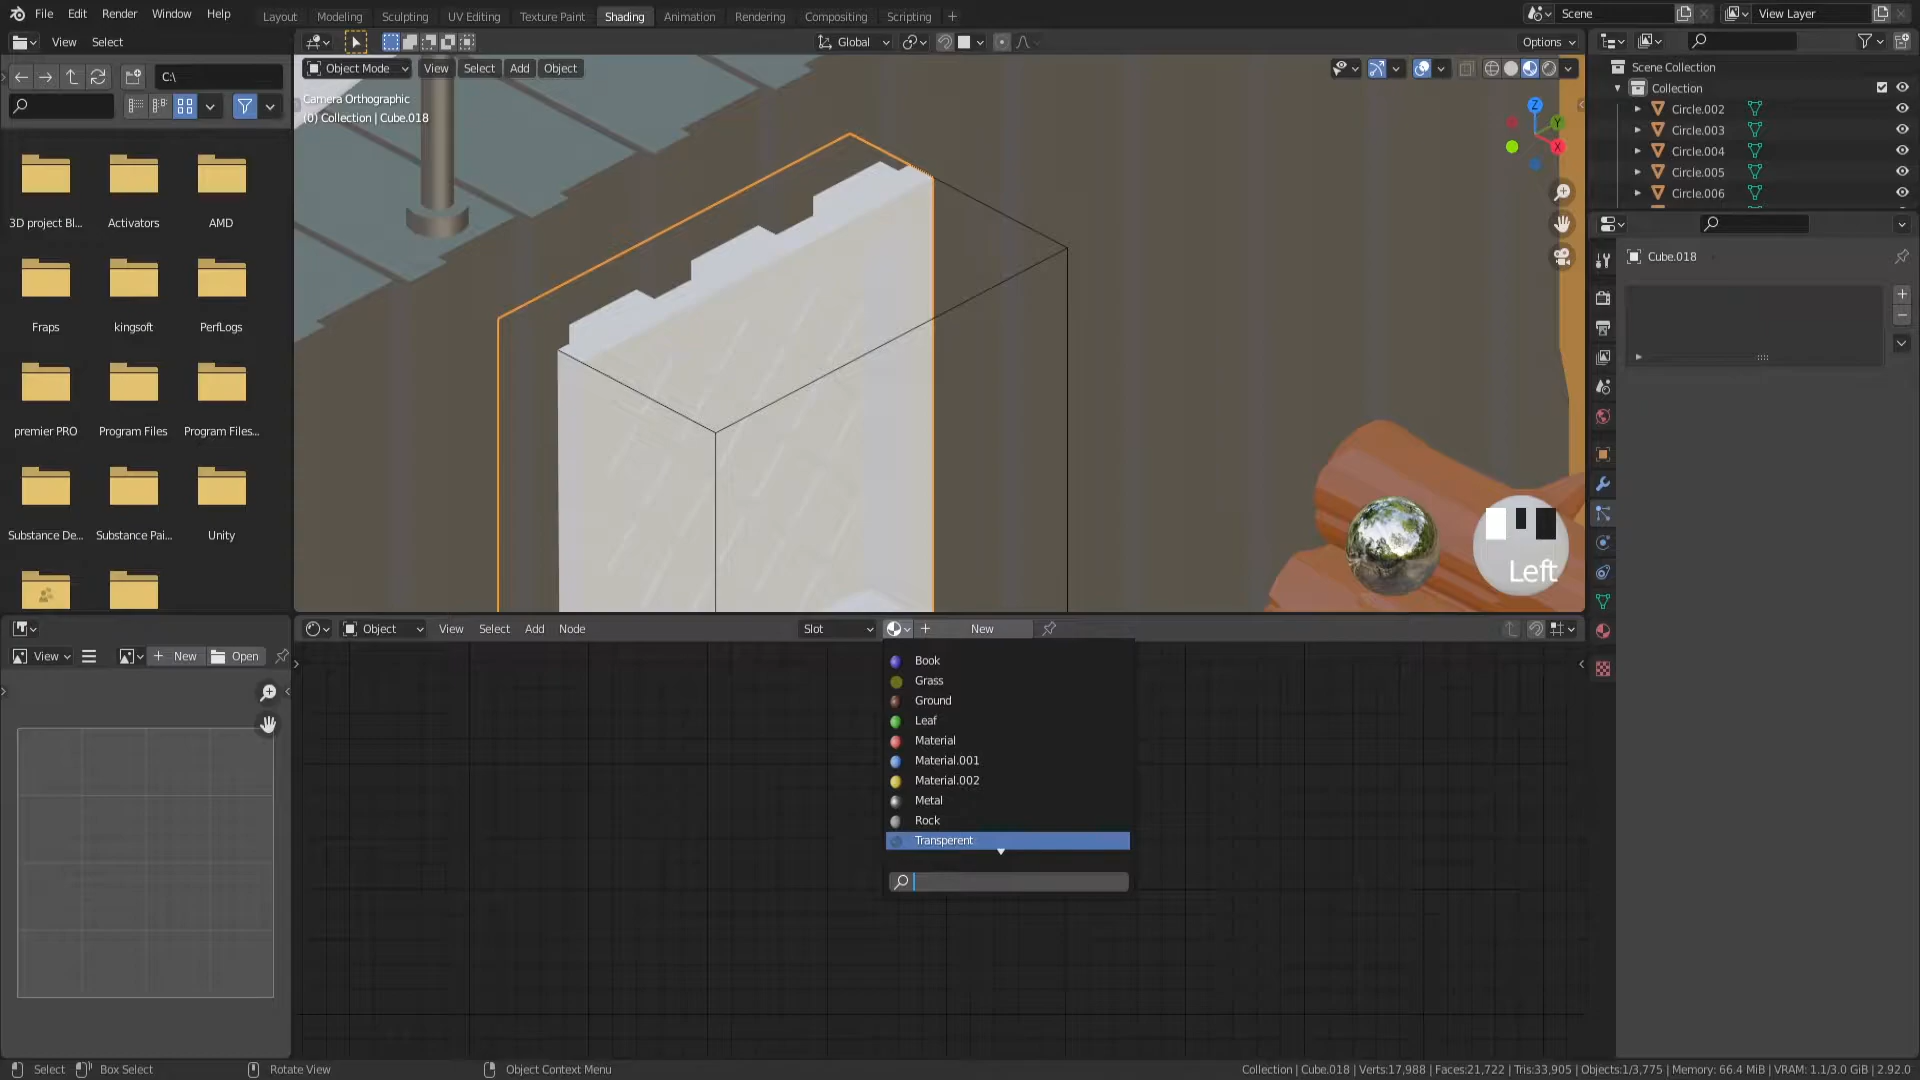 File Edit Render Window Help
Layout Modeling Sculpting UV Editing Texture Paint Shading Animation Rendering Compositing Scripting +
Scene
View Layer
View Select
Global
Options
C:\
Object Mode View Select Add Object
Camera Orthographic
(0) Collection | Cube.018
Z
Y
X
Scene Collection
Collection
Circle.002
Circle.003
Circle.004
Circle.005
Circle.006
Cube.018
3D project Bl...
Activators
AMD
Fraps
kingsoft
PerfLogs
premier PRO
Program Files
Program Files...
Substance De...
Substance Pai...
Unity
Left
Object View Select Add Node
Slot
New
View
New
Open
Book
Grass
Ground
Leaf
Material
Material.001
Material.002
Metal
Rock
Transperent
Select
Box Select
Rotate View
Object Context Menu
Collection | Cube.018 | Verts:17,988 | Faces:21,722 | Tris:33,905 | Objects:1/3,775 | Memory: 66.4 MiB | VRAM: 1.1/3.0 GiB | 2.92.0